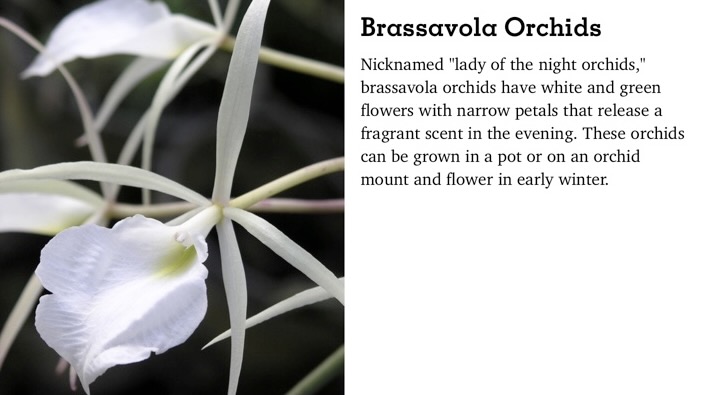 Brassavola Orchids
Nicknamed "lady of the night orchids,"
brassavola orchids have white and green
flowers with narrow petals that release a
fragrant scent in the evening. These orchids
can be grown in a pot or on an orchid
mount and flower in early winter.